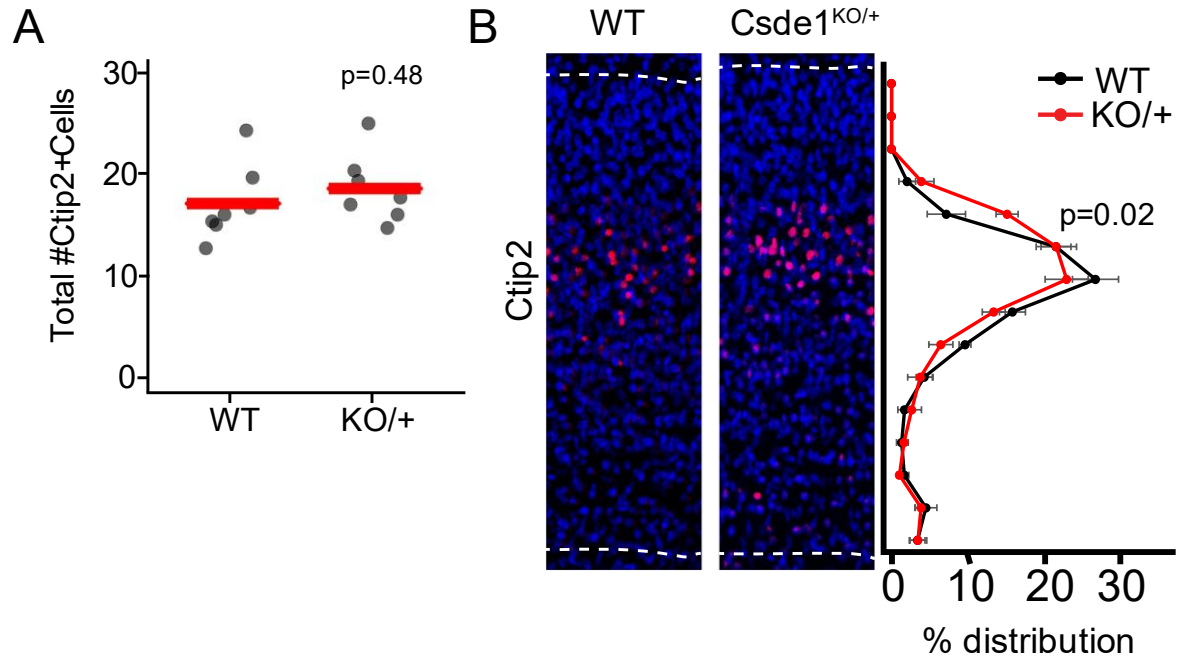 A
Total #Ctip2+Cells
30
20
10
0
p=0.48
WT
KO/+
B
WT
Csde1KO/+
Ctip2
WT
KO/+
p=0.02
0
10
20
30
% distribution